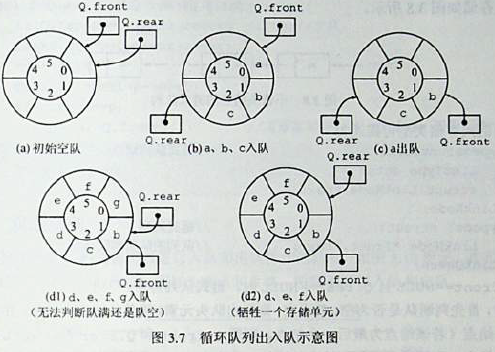 Q.front
Q.rear
5 0 1 2 3 4
(a) 初始空队
Q.front
a
b
c
5 0 1 2 3 4
Q.rear
(b) a、b、c入队
b
c
5 0 1 2 3 4
Q.rear
Q.front
(c) a出队
Q.rear
f
e
g
d
b
c
5 0 1 2 3 4
Q.front
(d1) d、e、f、g入队
(无法判断队满还是队空)
Q.rear
f
e
d
b
c
5 0 1 2 3 4
Q.front
(d2) d、e、f入队
(牺牲一个存储单元)
图 3.7 循环队列出入队示意图